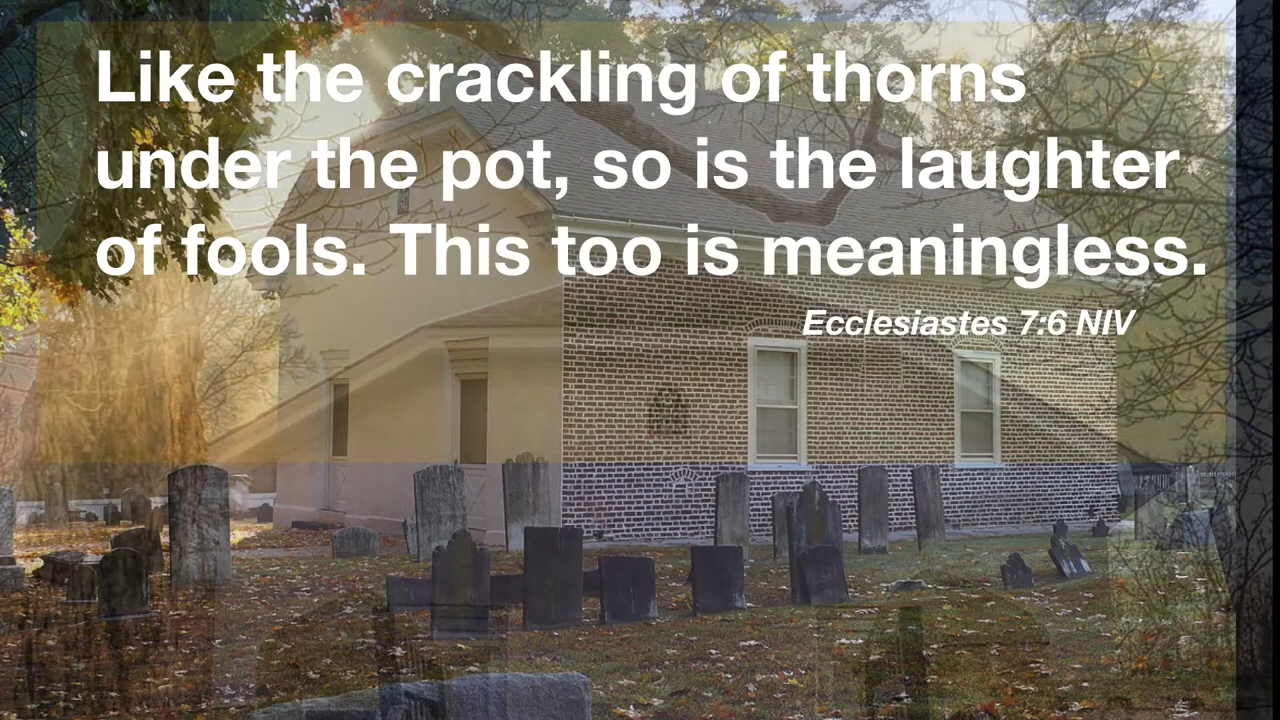 Like the crackling of thorns
under the pot, so is the laughter
of fools. This too is meaningless.
Ecclesiastes 7:6 NIV